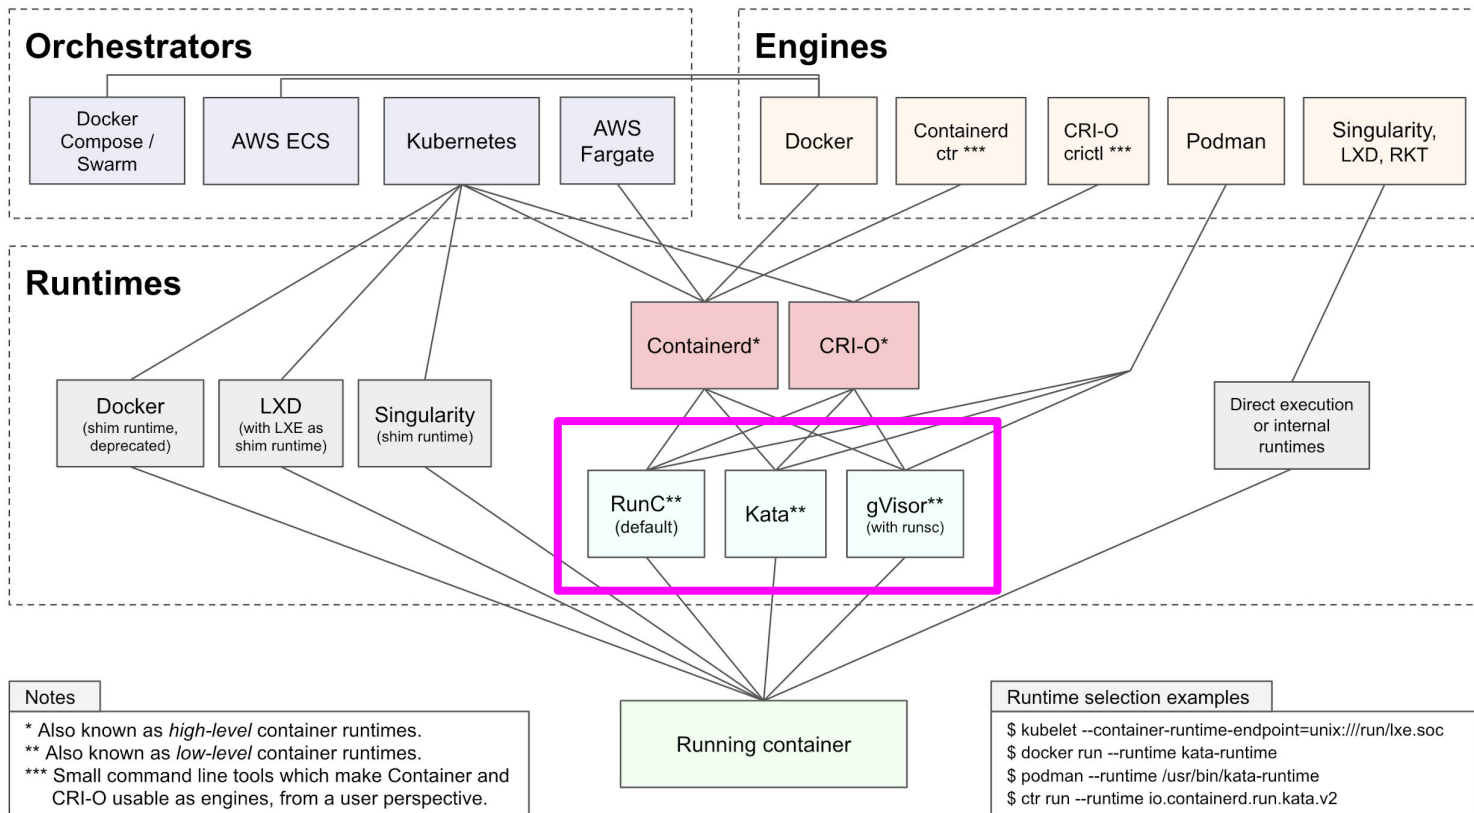 Orchestrators
Docker
Compose /
Swarm
AWS ECS
Kubernetes
AWS
Fargate
Engines
Docker
Containerd
ctr ***
CRI-O
crictl ***
Podman
Singularity,
LXD, RKT
Runtimes
Containerd*
CRI-O*
Docker
(shim runtime,
deprecated)
LXD
(with LXE as
shim runtime)
Singularity
(shim runtime)
Direct execution
or internal
runtimes
RunC**
(default)
Kata**
gVisor**
(with runsc)
Running container
Notes
* Also known as high-level container runtimes.
** Also known as low-level container runtimes.
*** Small command line tools which make Container and
CRI-O usable as engines, from a user perspective.
Runtime selection examples
$ kubelet --container-runtime-endpoint=unix:///run/lxe.soc
$ docker run --runtime kata-runtime
$ podman --runtime /usr/bin/kata-runtime
$ ctr run --runtime io.containerd.run.kata.v2